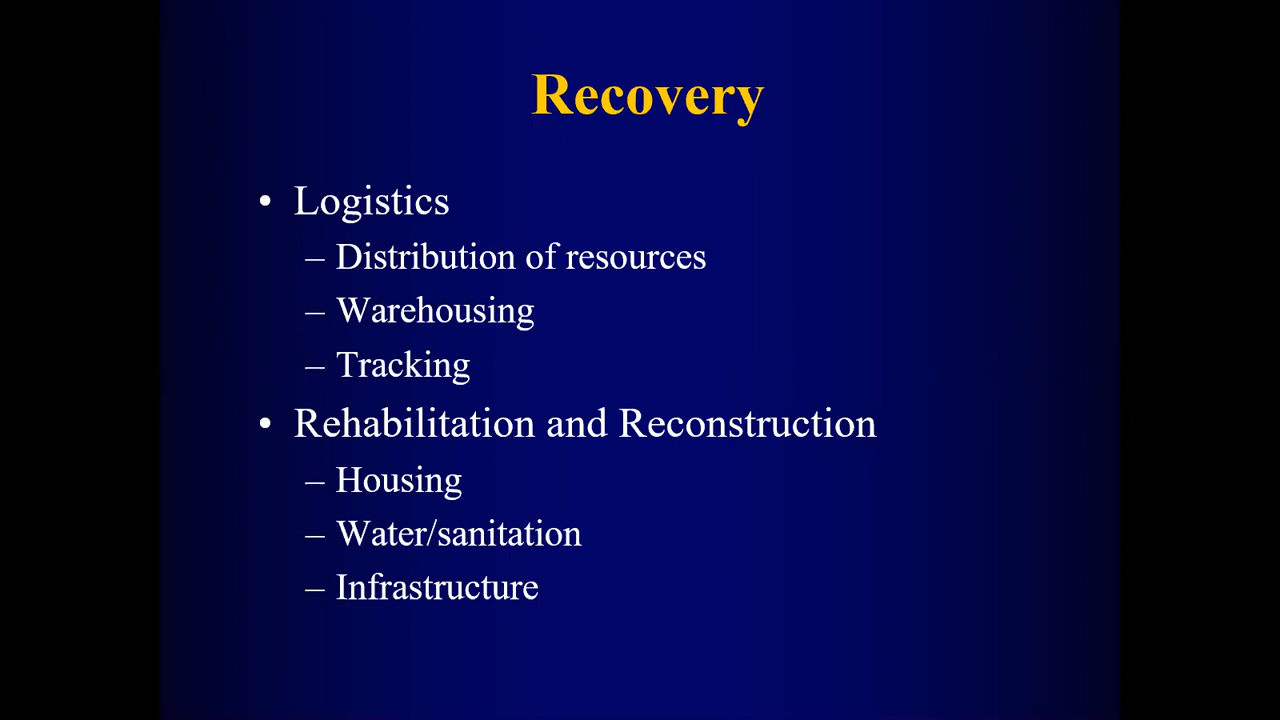 Recovery
• Logistics
– Distribution of resources
– Warehousing
– Tracking
• Rehabilitation and Reconstruction
– Housing
– Water/sanitation
– Infrastructure